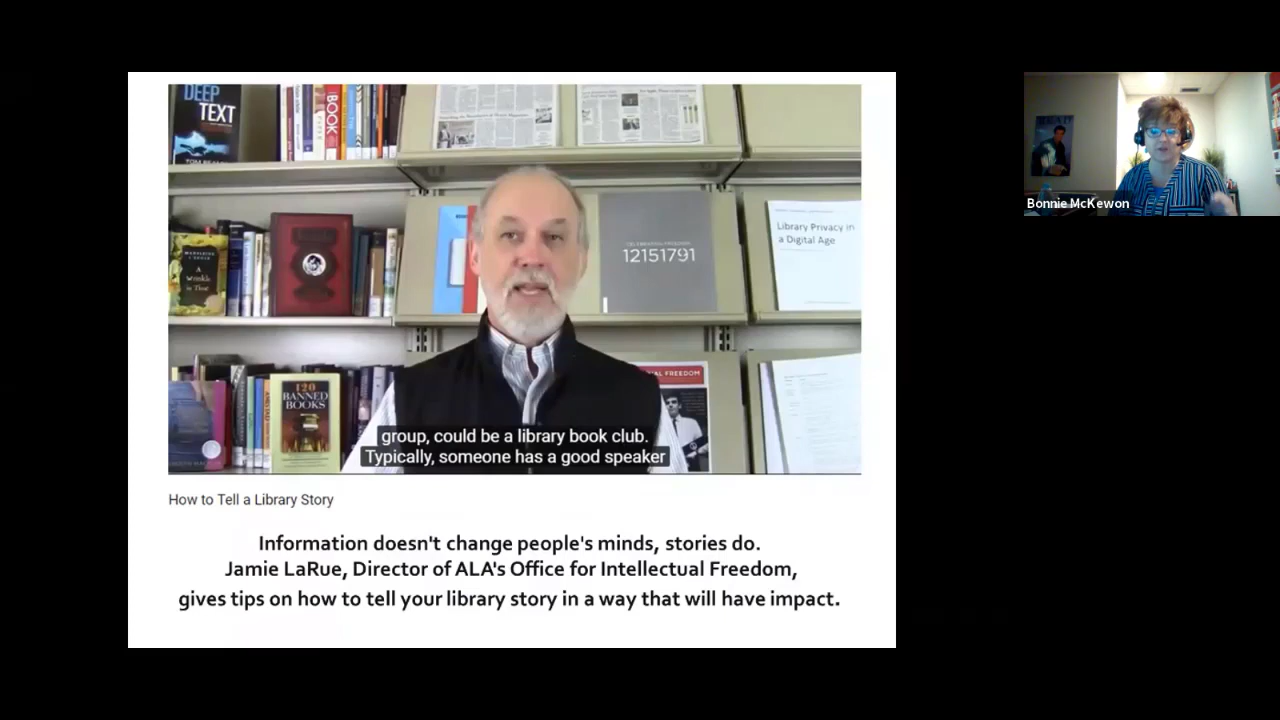 DEEP
TEXT
BOOK
CELEBRATING FREEDOM
12151791
Library Privacy in
a Digital Age
A
Wrinkle
in Time
120
BANNED
BOOKS
FREEDOM
group, could be a library book club.
Typically, someone has a good speaker
How to Tell a Library Story
Information doesn't change people's minds, stories do.
Jamie LaRue, Director of ALA's Office for Intellectual Freedom,
gives tips on how to tell your library story in a way that will have impact.
READ
Bonnie McKewon